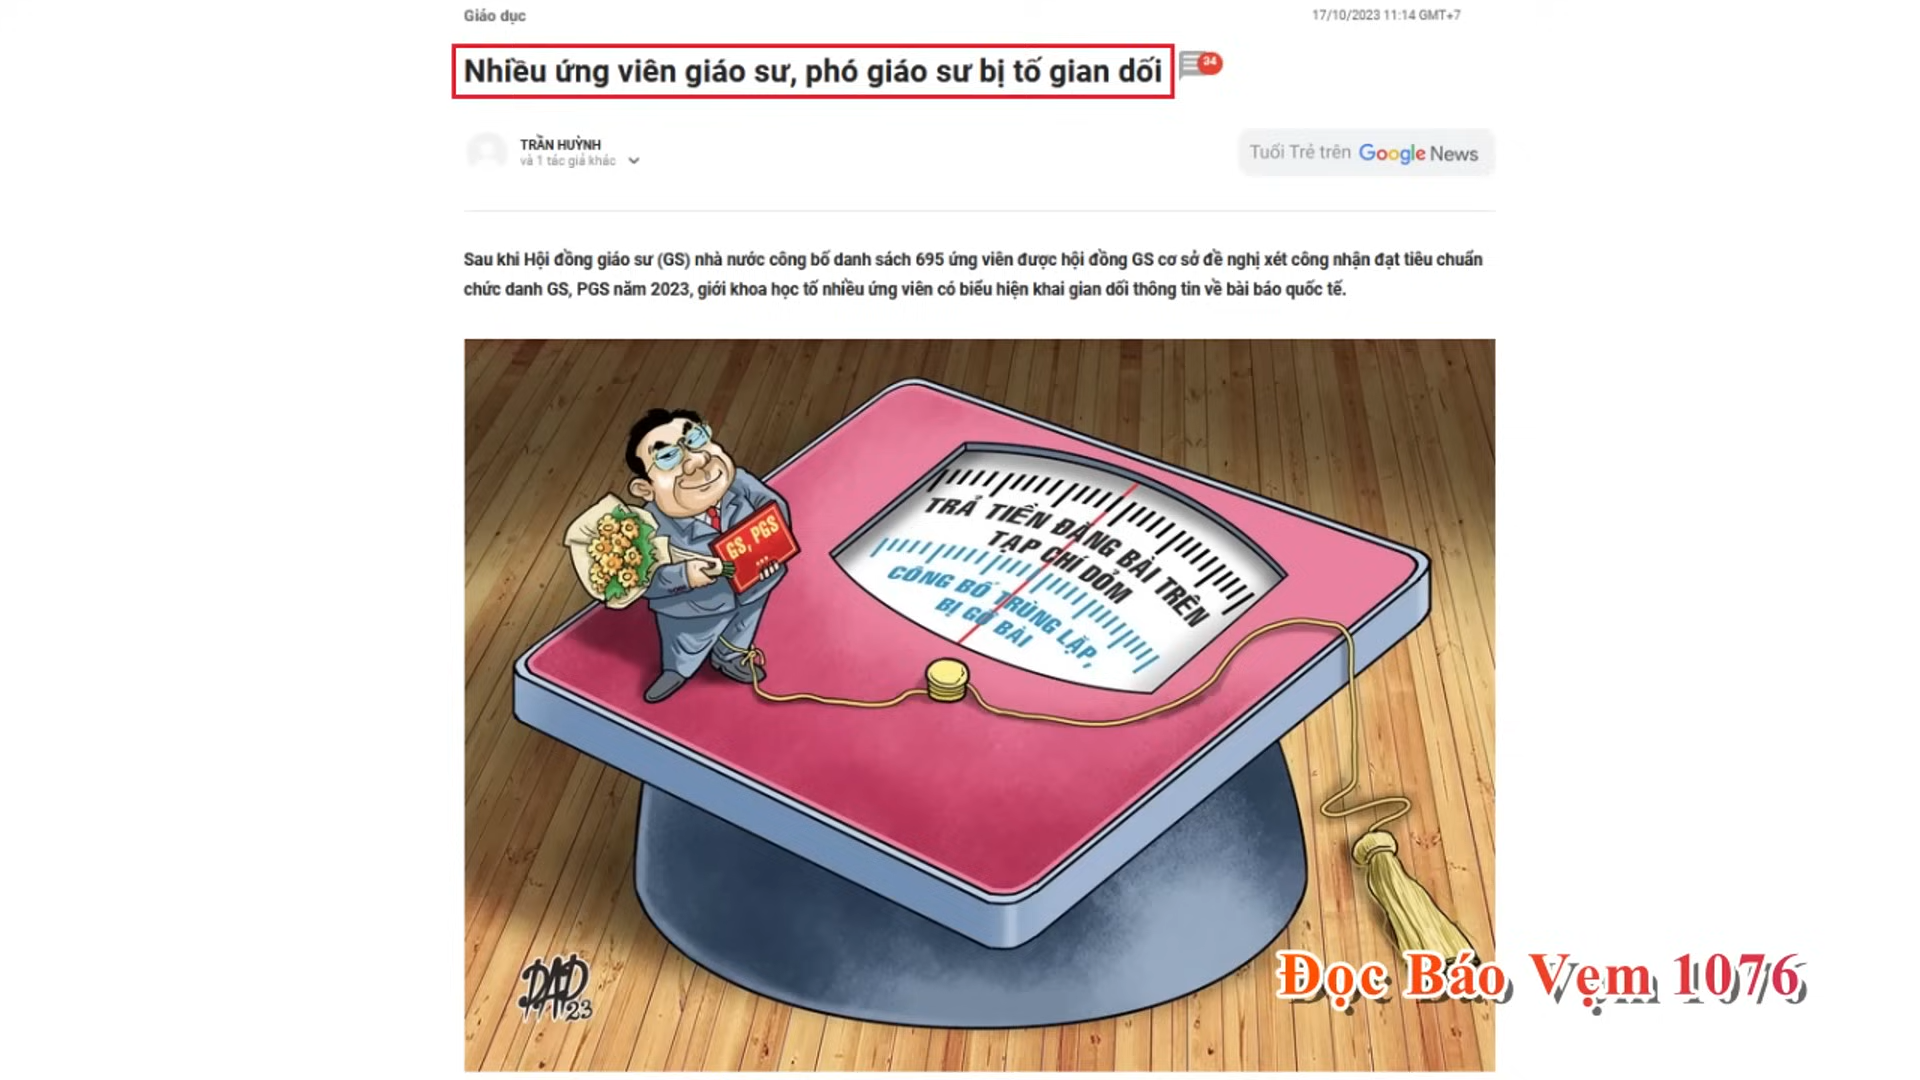 Giáo dục
17/10/2023 11:14 GMT+7
Nhiều ứng viên giáo sư, phó giáo sư bị tố gian dối
34
TRẦN HUỲNH
và 1 tác giả khác
Tuổi Trẻ trên Google News
Sau khi Hội đồng giáo sư (GS) nhà nước công bố danh sách 695 ứng viên được hội đồng GS cơ sở đề nghị xét công nhận đạt tiêu chuẩn
chức danh GS, PGS năm 2023, giới khoa học tố nhiều ứng viên có biểu hiện khai gian dối thông tin về bài báo quốc tế.
TRẢ TIỀN ĐĂNG BÀI TRÊN
TẠP CHÍ DỎM
CÔNG BỐ TRÙNG LẶP,
BỊ GỠ BÀI
GS, PGS
...
DAD
23
Đọc Báo Vẹm 1076